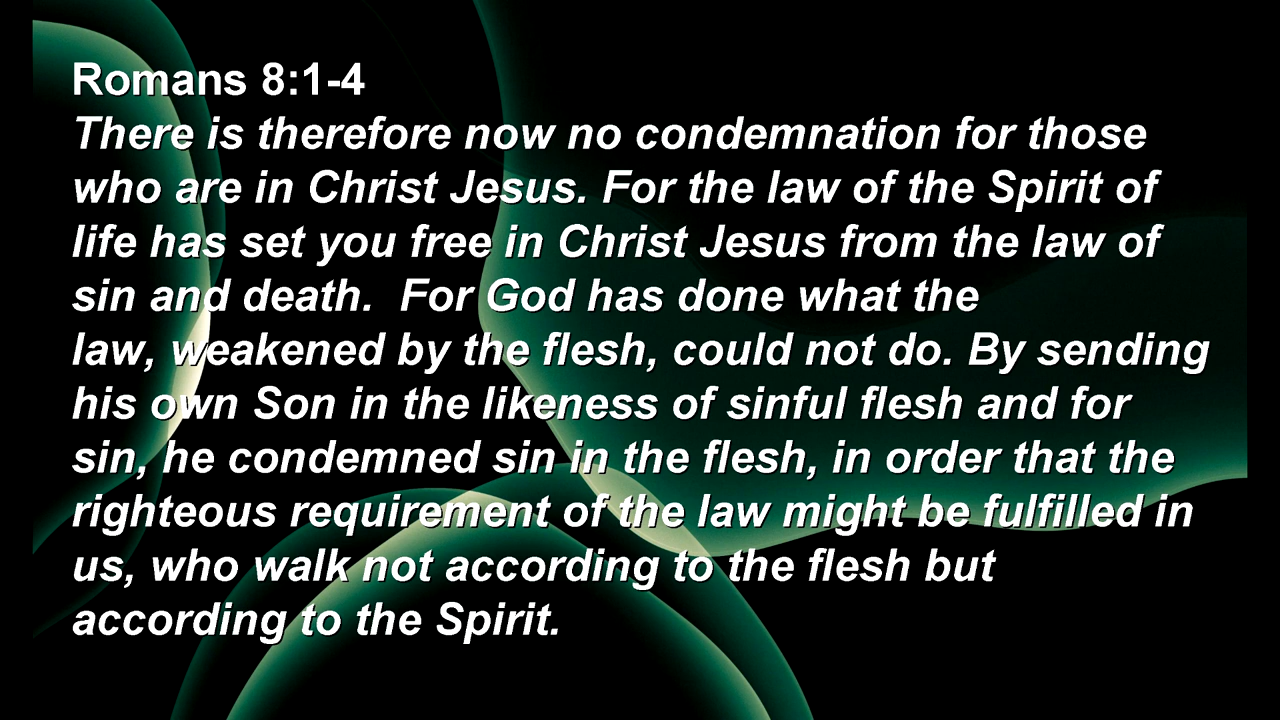 Romans 8:1-4
There is therefore now no condemnation for those
who are in Christ Jesus. For the law of the Spirit of
life has set you free in Christ Jesus from the law of
sin and death.  For God has done what the
law, weakened by the flesh, could not do. By sending
his own Son in the likeness of sinful flesh and for
sin, he condemned sin in the flesh, in order that the
righteous requirement of the law might be fulfilled in
us, who walk not according to the flesh but
according to the Spirit.